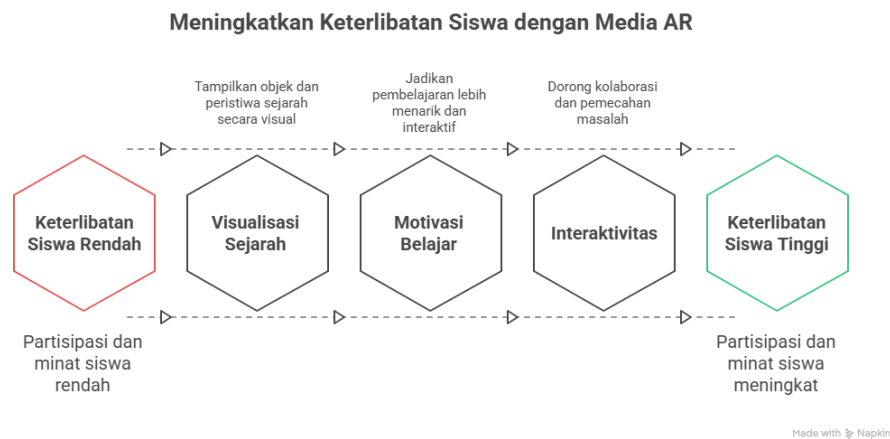 Meningkatkan Keterlibatan Siswa dengan Media AR
Tampilkan objek dan
peristiwa sejarah
secara visual
Jadikan
pembelajaran lebih
menarik dan
interaktif
Dorong kolaborasi
dan pemecahan
masalah
Keterlibatan
Siswa Rendah
Visualisasi
Sejarah
Motivasi
Belajar
Interaktivitas
Keterlibatan
Siswa Tinggi
Partisipasi dan
minat siswa
rendah
Partisipasi dan
minat siswa
meningkat
Made with Napkin